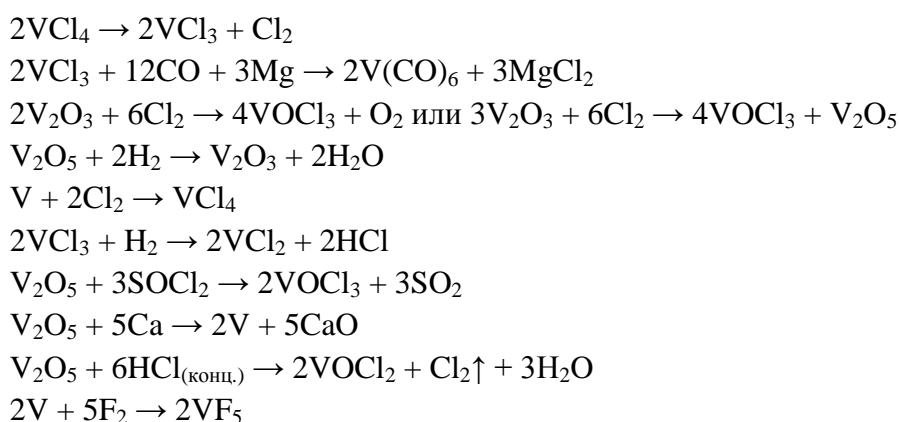 2VCl₄ → 2VCl₃ + Cl₂
2VCl₃ + 12CO + 3Mg → 2V(CO)₆ + 3MgCl₂
2V₂O₃ + 6Cl₂ → 4VOCl₃ + O₂ или 3V₂O₃ + 6Cl₂ → 4VOCl₃ + V₂O₅
V₂O₅ + 2H₂ → V₂O₃ + 2H₂O
V + 2Cl₂ → VCl₄
2VCl₃ + H₂ → 2VCl₂ + 2HCl
V₂O₅ + 3SOCl₂ → 2VOCl₃ + 3SO₂
V₂O₅ + 5Ca → 2V + 5CaO
V₂O₅ + 6HCl(конц.) → 2VOCl₂ + Cl₂↑ + 3H₂O
2V + 5F₂ → 2VF₅